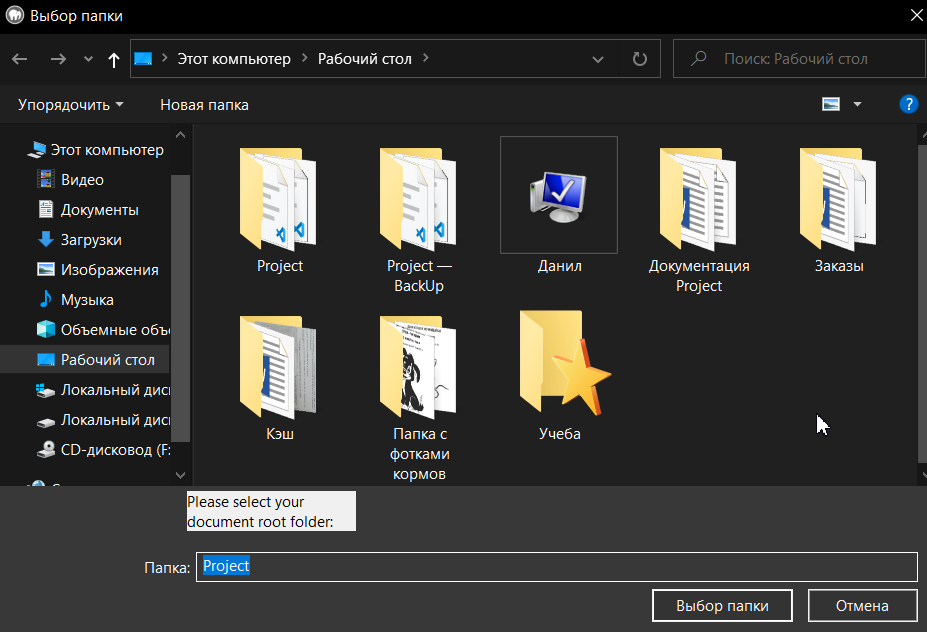 Выбор папки
Этот компьютер
Рабочий стол
Поиск: Рабочий стол
Упорядочить
Новая папка
?
Этот компьютер
Видео
Документы
Загрузки
Изображения
Музыка
Объемные объ
Рабочий стол
Локальный дис
Локальный дис
CD-дисковод (F:
Project
Project —
BackUp
Данил
Документация
Project
Заказы
Кэш
Папка с
фотками
кормов
Учеба
Please select your
document root folder:
Папка:
Project
Выбор папки
Отмена